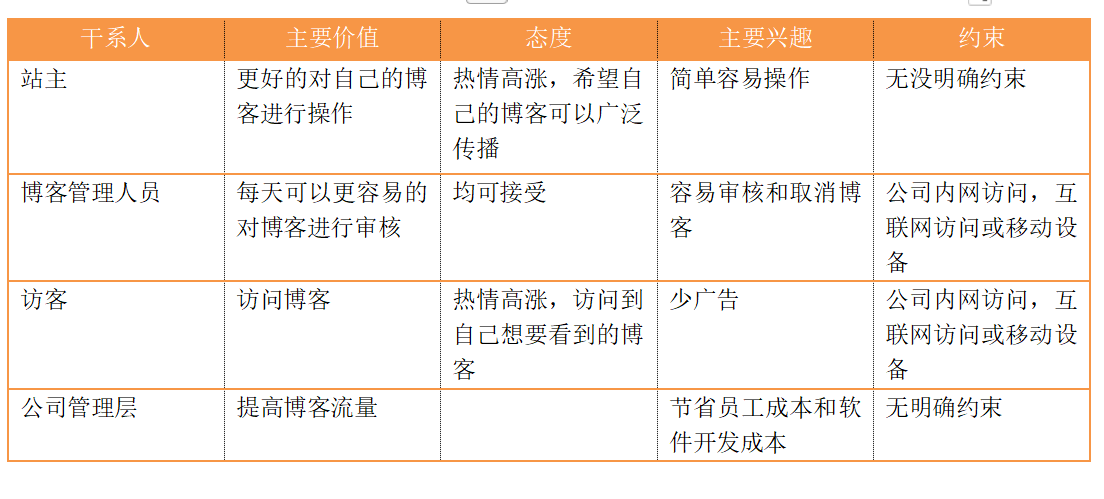 干系人 主要价值 态度 主要兴趣 约束
站主
更好的对自己的博
客进行操作
热情高涨，希望自
己的博客可以广泛
传播
简单容易操作
无没明确约束
博客管理人员
每天可以更容易的
对博客进行审核
均可接受
容易审核和取消博
客
公司内网访问，互
联网访问或移动设
备
访客
访问博客
热情高涨，访问到
自己想要看到的博
客
少广告
公司内网访问，互
联网访问或移动设
备
公司管理层
提高博客流量
节省员工成本和软
件开发成本
无明确约束